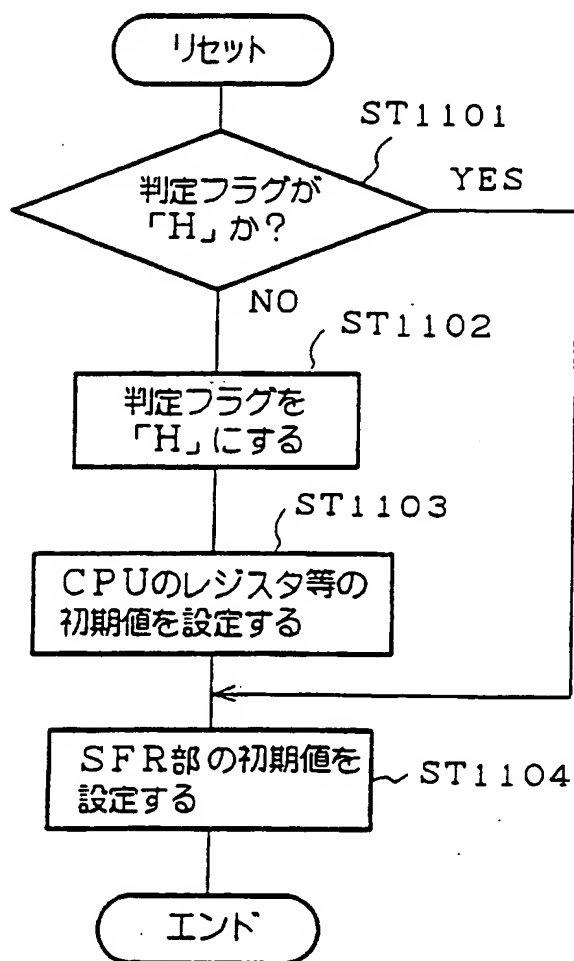 リセット
ST1101
判定フラグが
「H」か?
YES
NO
ST1102
判定フラグを
「H」にする
ST1103
CPUのレジスタ等の
初期値を設定する
SFR部の初期値を
設定する
ST1104
エンド